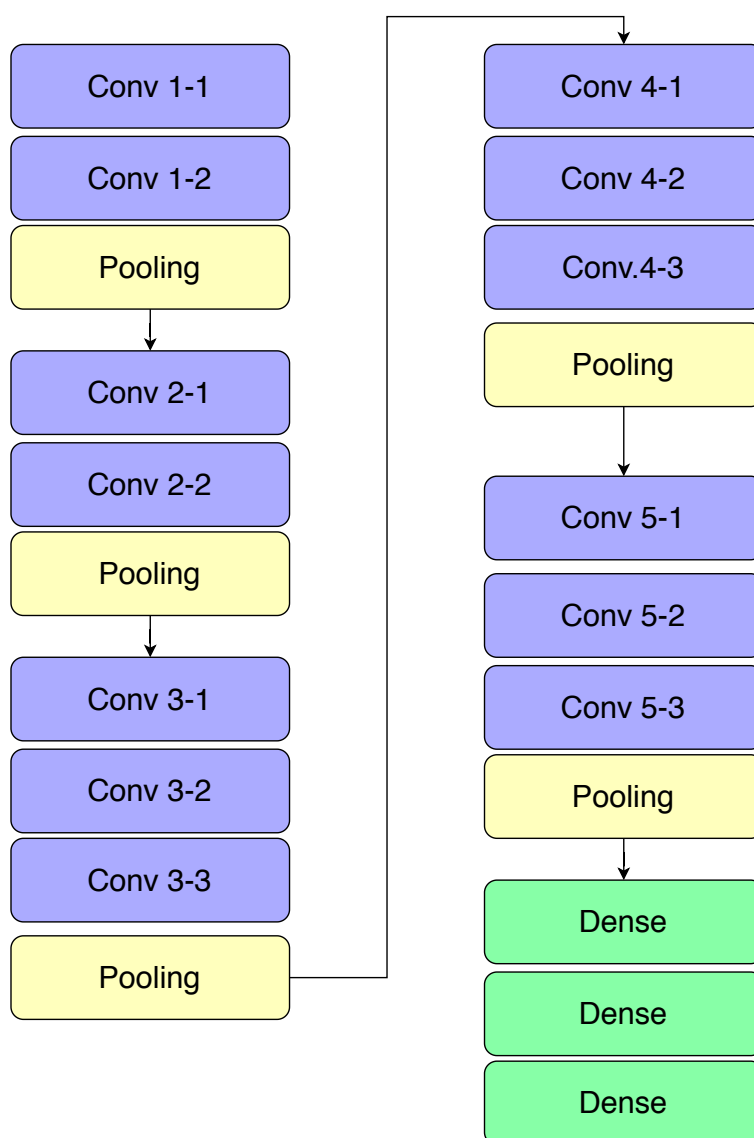 Conv 1-1
Conv 1-2
Pooling
Conv 2-1
Conv 2-2
Pooling
Conv 3-1
Conv 3-2
Conv 3-3
Pooling
Conv 4-1
Conv 4-2
Conv.4-3
Pooling
Conv 5-1
Conv 5-2
Conv 5-3
Pooling
Dense
Dense
Dense